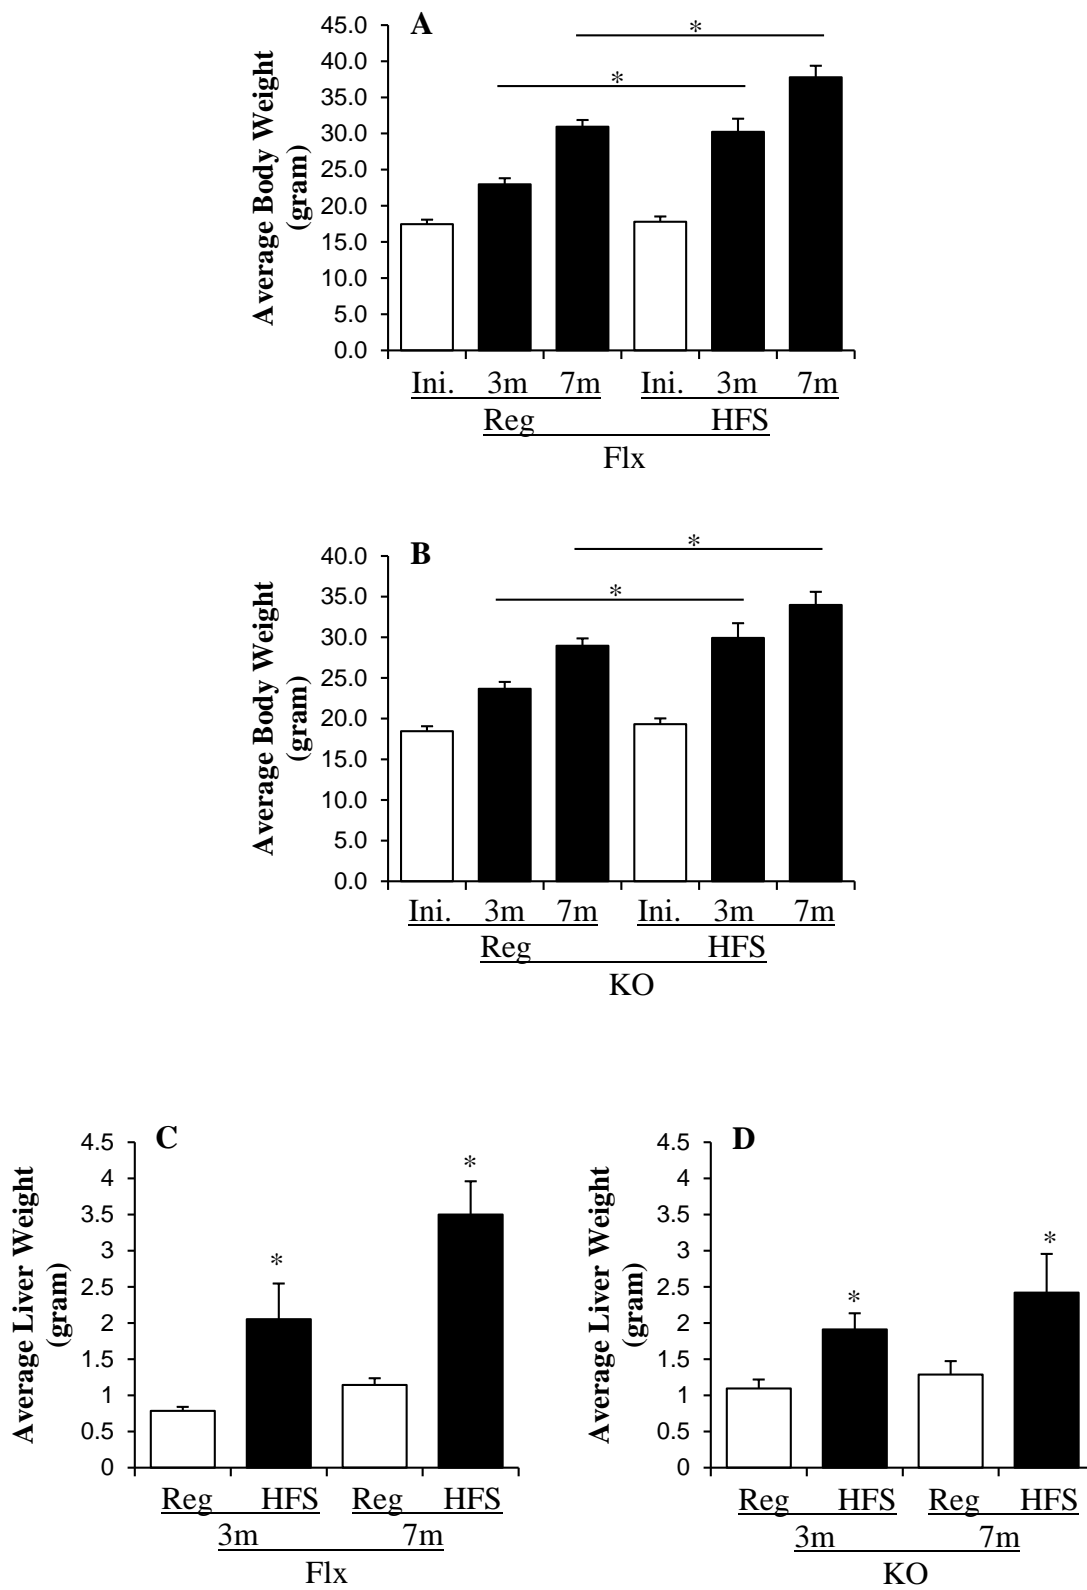 A
Average Body Weight
(gram)
45.0
40.0
35.0
30.0
25.0
20.0
15.0
10.0
5.0
0.0
*
*
Ini. 3m 7m Ini. 3m 7m
Reg HFS
Flx
B
Average Body Weight
(gram)
40.0
35.0
30.0
25.0
20.0
15.0
10.0
5.0
0.0
*
*
Ini. 3m 7m Ini. 3m 7m
Reg HFS
KO
C
Average Liver Weight
(gram)
4.5
4
3.5
3
2.5
2
1.5
1
0.5
0
*
*
Reg HFS Reg HFS
3m 7m
Flx
D
Average Liver Weight
(gram)
4.5
4
3.5
3
2.5
2
1.5
1
0.5
0
*
*
Reg HFS Reg HFS
3m 7m
KO